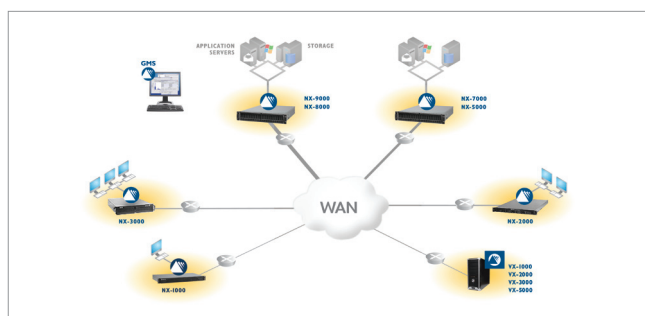 APPLICATION
SERVERS
STORAGE
GMS
NX-9000
NX-8000
NX-7000
NX-5000
WAN
NX-3000
NX-2000
NX-1000
VX-1000
VX-2000
VX-3000
VX-5000